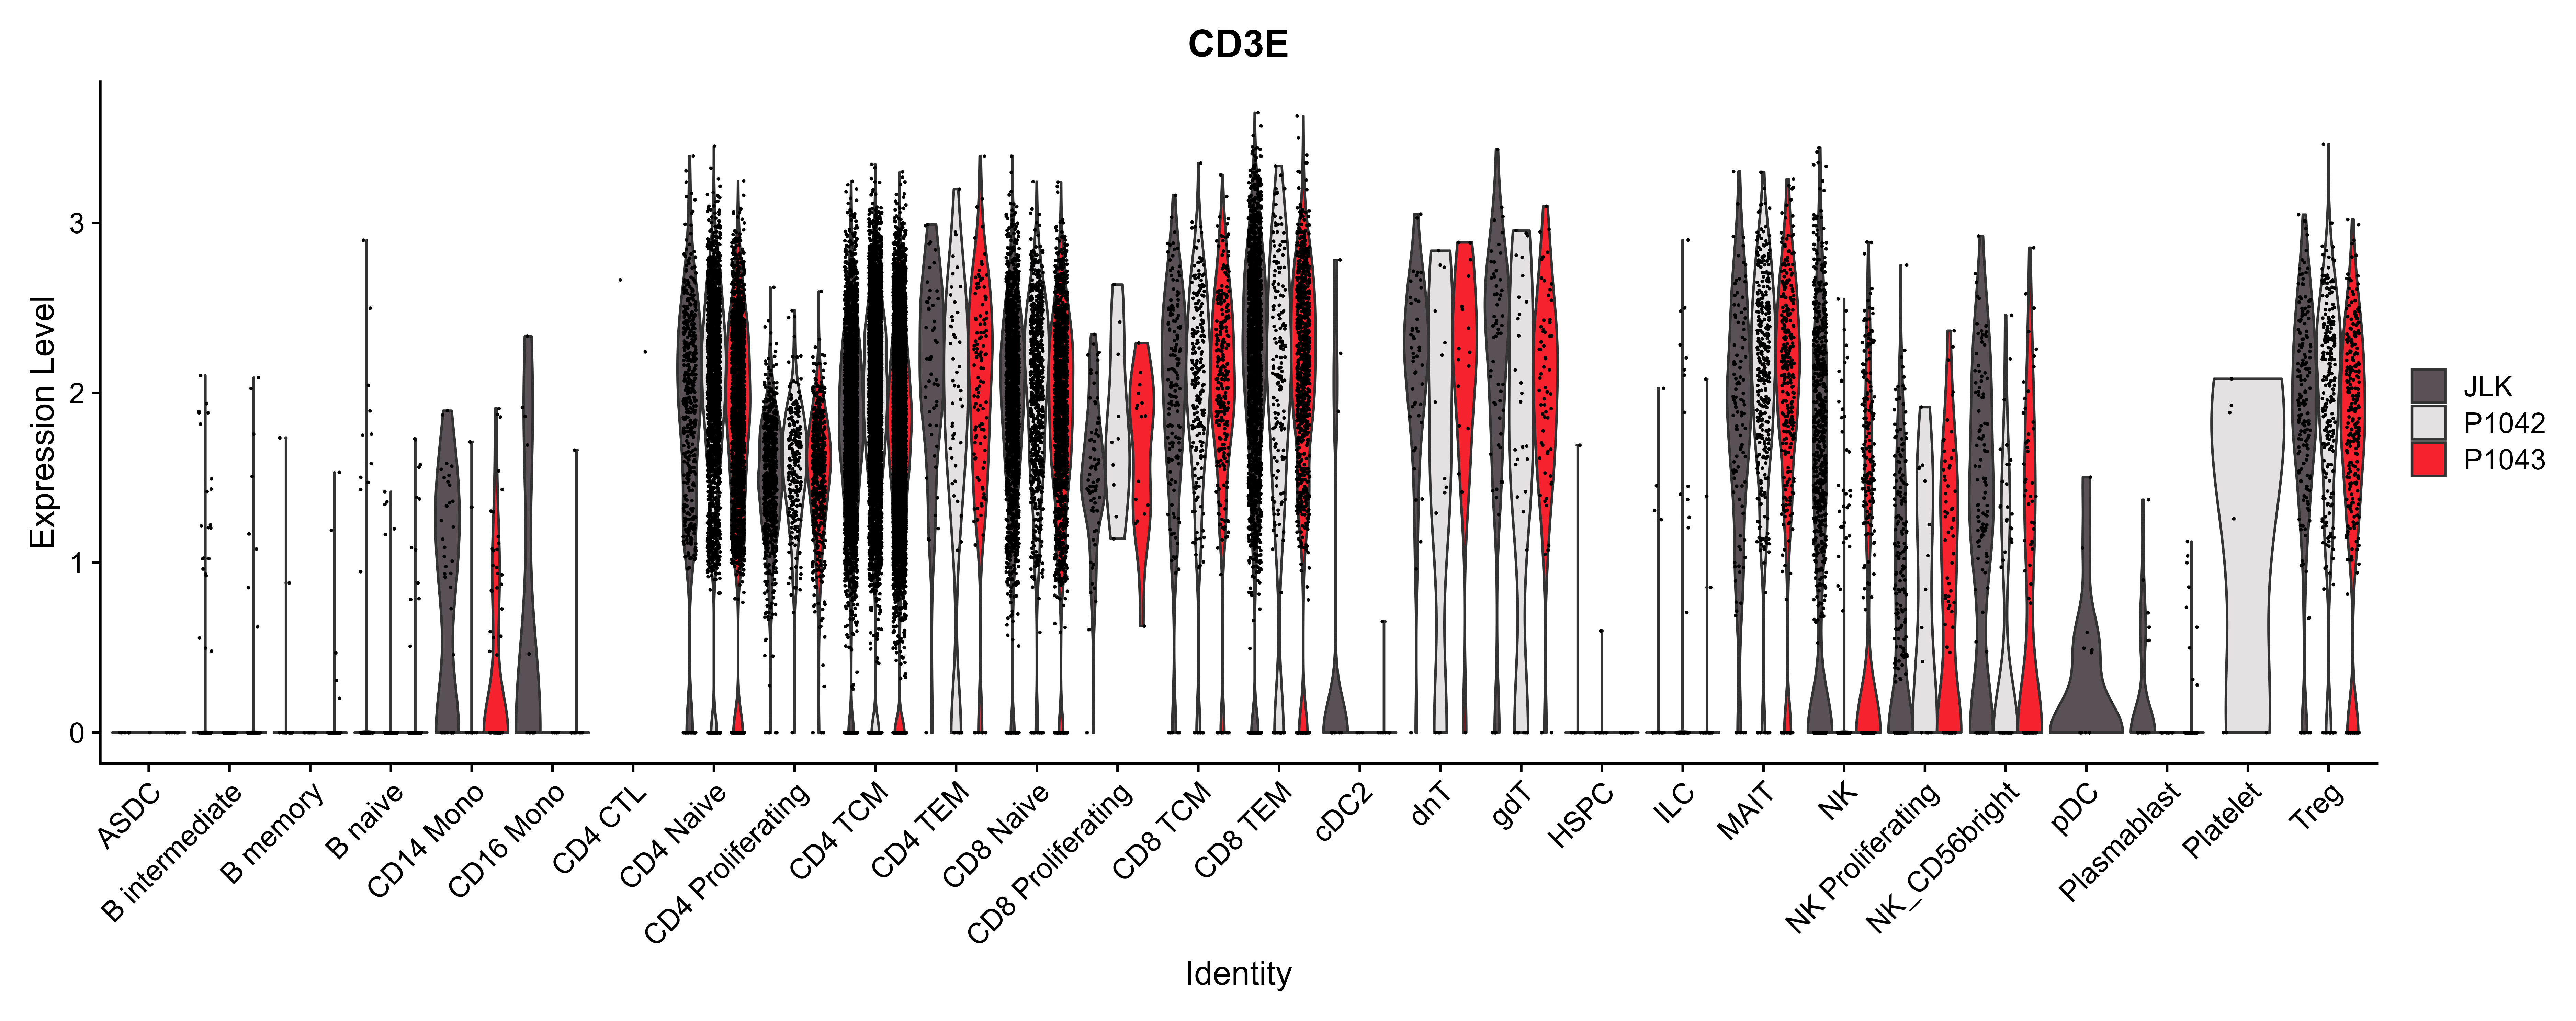 CD3E
Expression Level
3
2
1
0
ASDC
B intermediate
B memory
B naive
CD14 Mono
CD16 Mono
CD4 CTL
CD4 Naive
CD4 Proliferating
CD4 TCM
CD4 TEM
CD8 Naive
CD8 Proliferating
CD8 TCM
CD8 TEM
cDC2
dnT
gdT
HSPC
ILC
MAIT
NK
NK Proliferating
NK_CD56bright
pDC
Plasmablast
Platelet
Treg
Identity
JLK
P1042
P1043